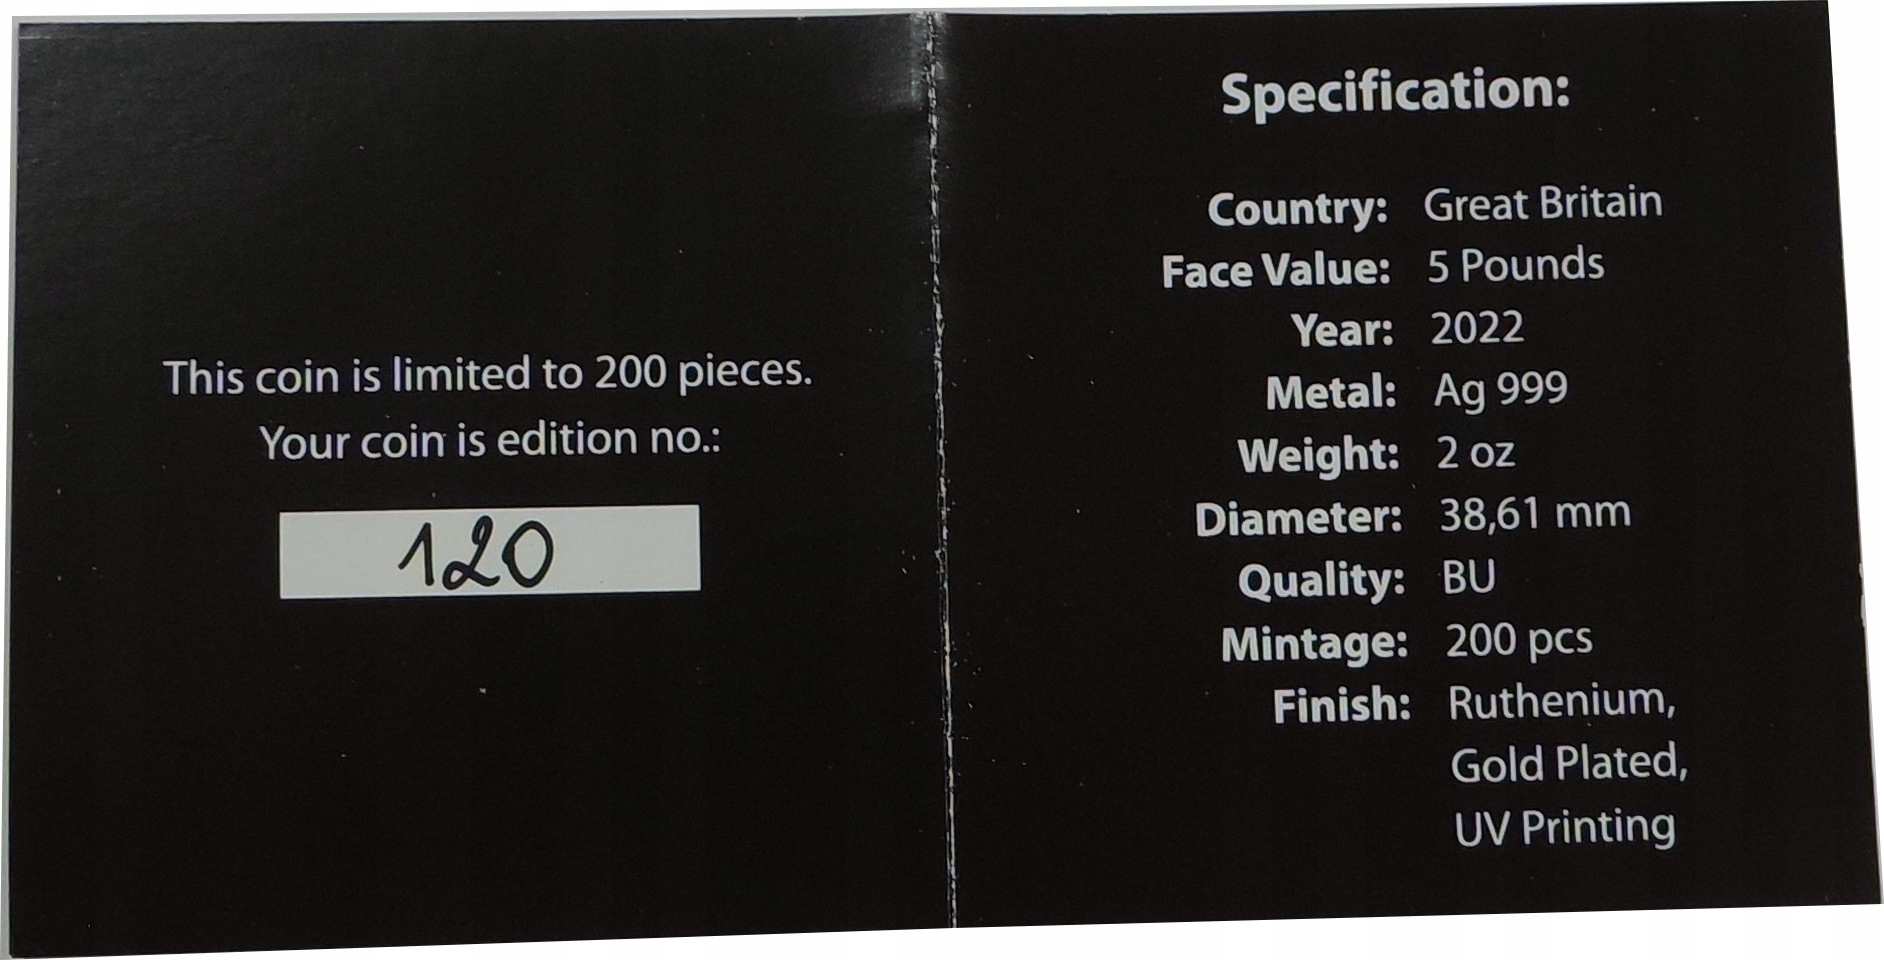 This coin is limited to 200 pieces.
Your coin is edition no.:
120
Specification:
Country: Great Britain
Face Value: 5 Pounds
Year: 2022
Metal: Ag 999
Weight: 2 oz
Diameter: 38,61 mm
Quality: BU
Mintage: 200 pcs
Finish: Ruthenium,
Gold Plated,
UV Printing